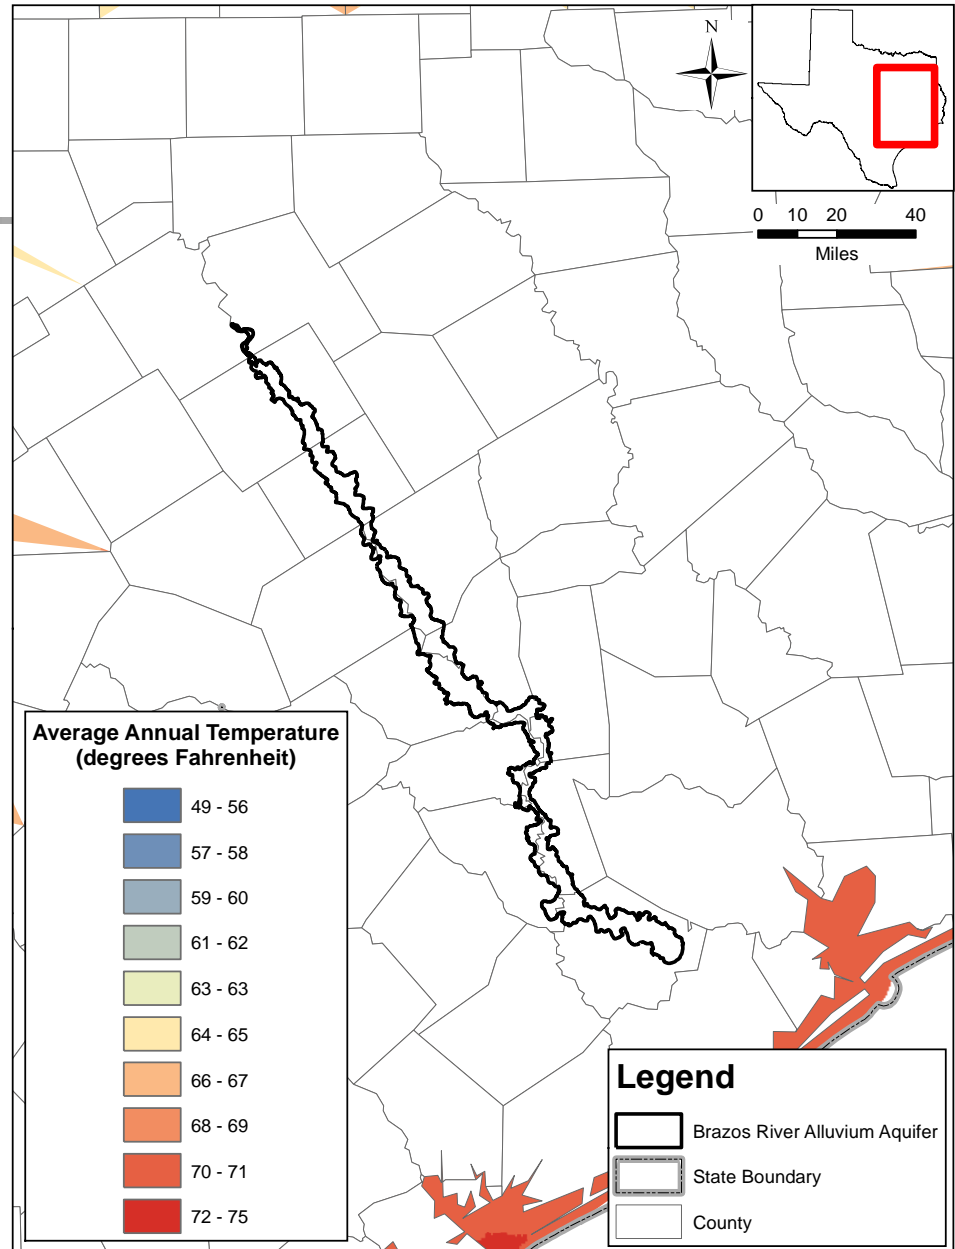 N
0 10 20 40
Miles
Average Annual Temperature
(degrees Fahrenheit)
49 - 56
57 - 58
59 - 60
61 - 62
63 - 63
64 - 65
66 - 67
68 - 69
70 - 71
72 - 75
Legend
Brazos River Alluvium Aquifer
State Boundary
County